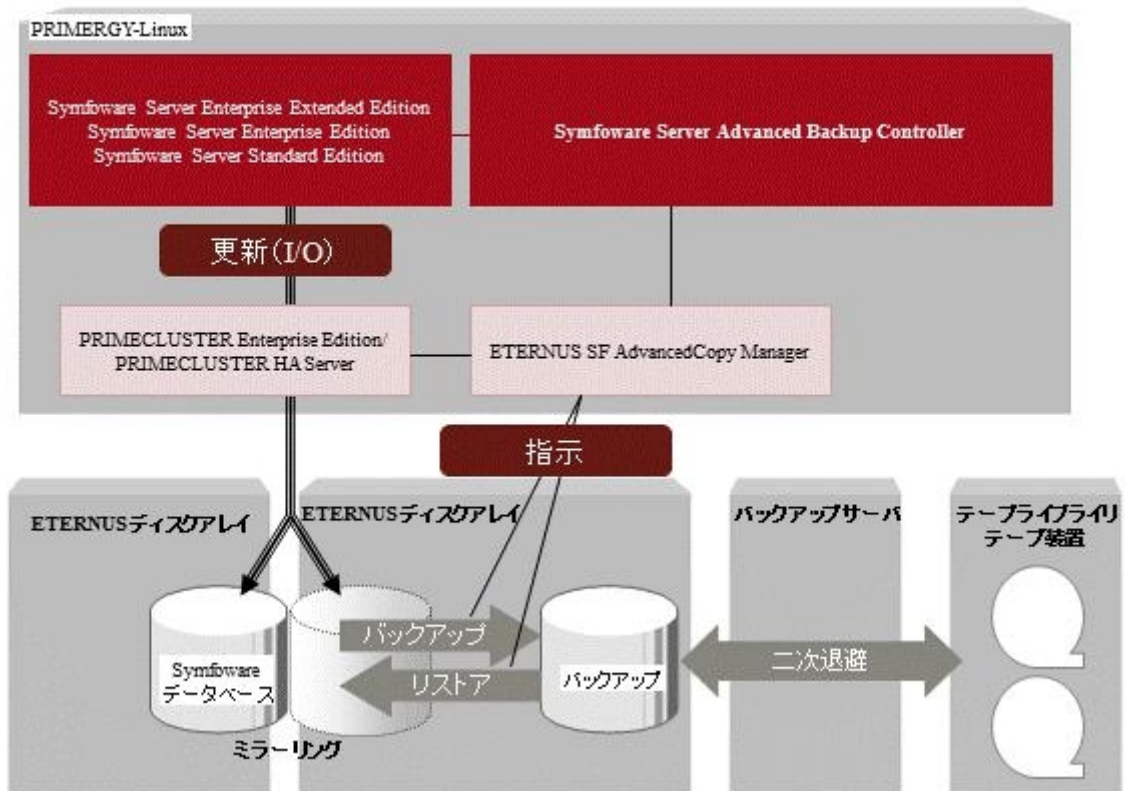 PRIMERGY-Linux
Symfoware Server Enterprise Extended Edition
Symfoware Server Enterprise Edition
Symfoware Server Standard Edition
Symfoware Server Advanced Backup Controller
更新(I/O)
PRIMECLUSTER Enterprise Edition/
PRIMECLUSTER HA Server
ETERNUS SF AdvancedCopy Manager
指示
ETERNUSディスクアレイ
ETERNUSディスクアレイ
バックアップサーバ
テープライブライリ
テープ装置
バックアップ
リストア
Symfoware
データベース
バックアップ
二次退避
ミラーリング